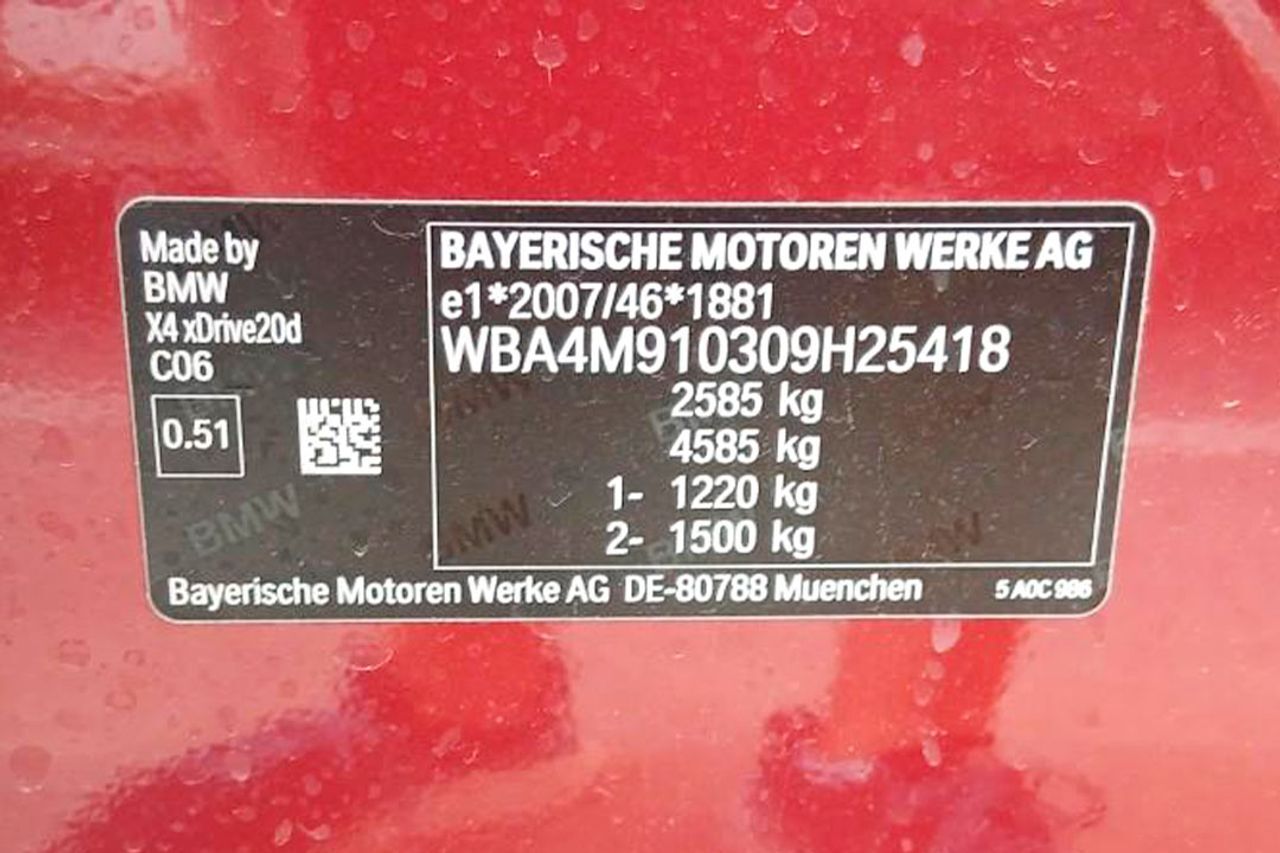 Made by
BMW
X4 xDrive20d
C06
0.51
BAYERISCHE MOTOREN WERKE AG
e1*2007/46*1881
WBA4M910309H25418
2585 kg
4585 kg
1- 1220 kg
2- 1500 kg
Bayerische Motoren Werke AG DE-80788 Muenchen
5 A0C 986